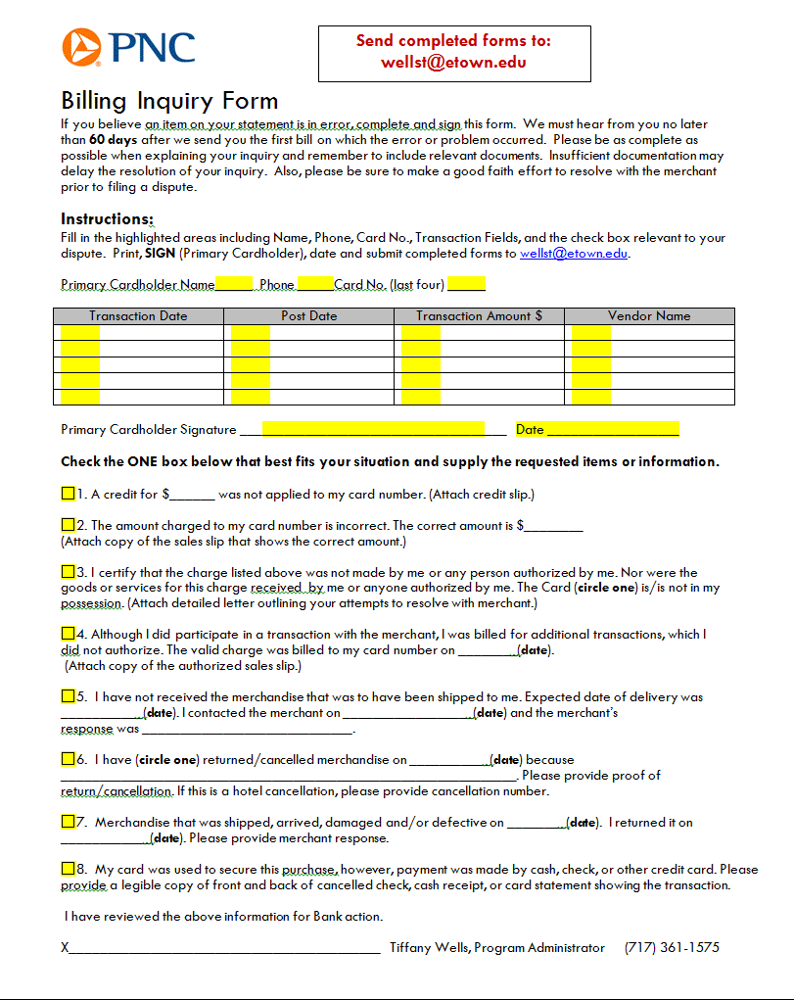 PNC
Send completed forms to:
wellst@etown.edu
Billing Inquiry Form
If you believe an item on your statement is in error, complete and sign this form. We must hear from you no later
than 60 days after we send you the first bill on which the error or problem occurred. Please be as complete as
possible when explaining your inquiry and remember to include relevant documents. Insufficient documentation may
delay the resolution of your inquiry. Also, please be sure to make a good faith effort to resolve with the merchant
prior to filing a dispute.
Instructions:
Fill in the highlighted areas including Name, Phone, Card No., Transaction Fields, and the check box relevant to your
dispute. Print, SIGN (Primary Cardholder), date and submit completed forms to wellst@etown.edu.
Primary Cardholder Name______ Phone ______Card No. (last four) ______
Transaction Date Post Date Transaction Amount $ Vendor Name
Primary Cardholder Signature ___________________________________ Date __________________
Check the ONE box below that best fits your situation and supply the requested items or information.
☐1. A credit for $______ was not applied to my card number. (Attach credit slip.)
☐2. The amount charged to my card number is incorrect. The correct amount is $________
(Attach copy of the sales slip that shows the correct amount.)
☐3. I certify that the charge listed above was not made by me or any person authorized by me. Nor were the
goods or services for this charge received by me or anyone authorized by me. The Card (circle one) is/is not in my
possession. (Attach detailed letter outlining your attempts to resolve with merchant.)
☐4. Although I did participate in a transaction with the merchant, I was billed for additional transactions, which I
did not authorize. The valid charge was billed to my card number on ________(date).
(Attach copy of the authorized sales slip.)
☐5. I have not received the merchandise that was to have been shipped to me. Expected date of delivery was
___________(date). I contacted the merchant on _________________(date) and the merchant's
response was ____________________________.
☐6. I have (circle one) returned/cancelled merchandise on ___________(date) because
_____________________________________________________________. Please provide proof of
return/cancellation. If this is a hotel cancellation, please provide cancellation number.
☐7. Merchandise that was shipped, arrived, damaged and/or defective on ________(date). I returned it on
____________(date). Please provide merchant response.
☐8. My card was used to secure this purchase, however, payment was made by cash, check, or other credit card. Please
provide a legible copy of front and back of cancelled check, cash receipt, or card statement showing the transaction.
I have reviewed the above information for Bank action.
X__________________________________________ Tiffany Wells, Program Administrator (717) 361-1575